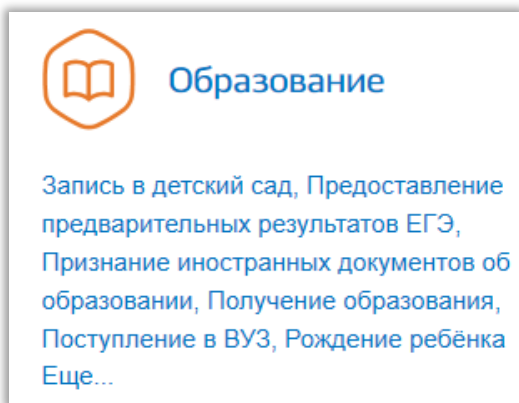 Образование
Запись в детский сад, Предоставление
предварительных результатов ЕГЭ,
Признание иностранных документов об
образовании, Получение образования,
Поступление в ВУЗ, Рождение ребёнка
Еще...